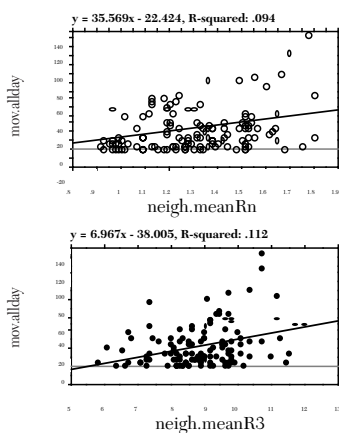 y = 35.569x - 22.424, R-squared: .094
mov.allday
140
120
100
80
60
40
20
0
-20
.8 .9 1 1.1 1.2 1.3 1.4 1.5 1.6 1.7 1.8 1.9
neigh.meanRn
y = 6.967x - 38.005, R-squared: .112
mov.allday
140
120
100
80
60
40
20
0
5 6 7 8 9 10 11 12 13
neigh.meanR3